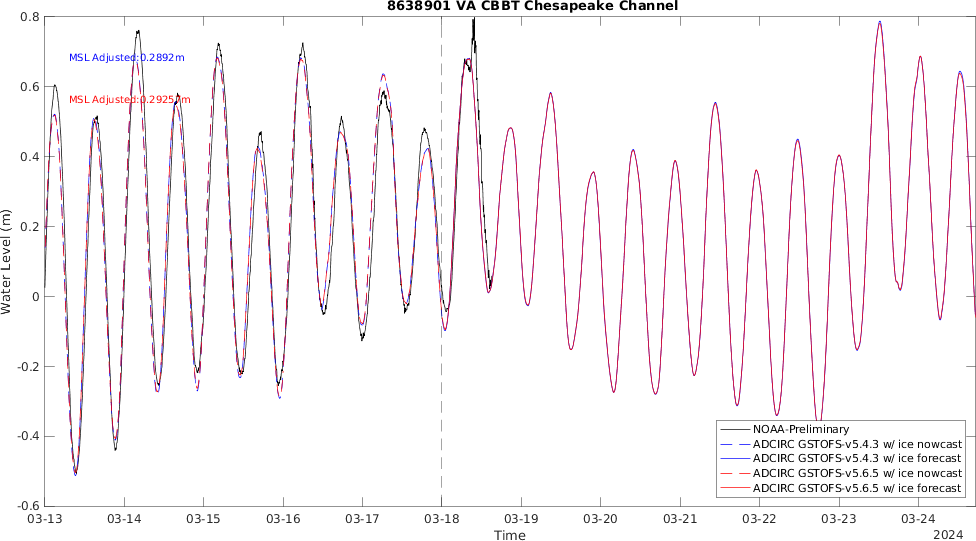 8638901 VA CBBT Chesapeake Channel
MSL Adjusted:0.2892m
MSL Adjusted:0.2925m
Water Level (m)
0.8
0.6
0.4
0.2
0
-0.2
-0.4
-0.6
NOAA-Preliminary
ADCIRC GSTOFS-v5.4.3 w/ ice nowcast
ADCIRC GSTOFS-v5.4.3 w/ ice forecast
ADCIRC GSTOFS-v5.6.5 w/ ice nowcast
ADCIRC GSTOFS-v5.6.5 w/ ice forecast
03-13 03-14 03-15 03-16 03-17 03-18 03-19 03-20 03-21 03-22 03-23 03-24
Time
2024